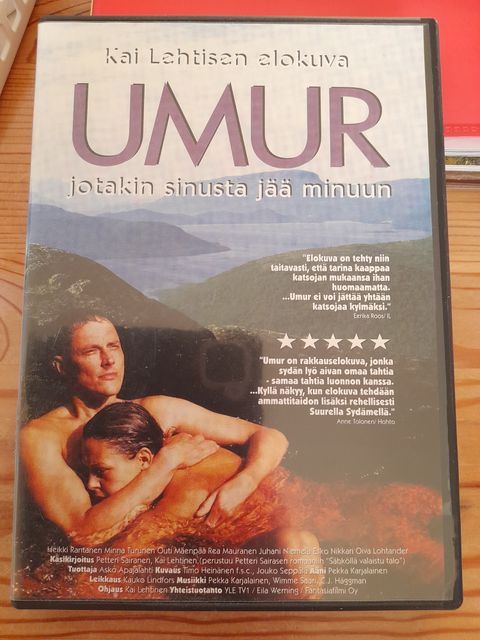 Kai Lehtisen elokuva
UMUR
jotakin sinusta jää minuun
"Elokuva on tehty niin
taitavasti, että tarina kaappaa
katsojan mukaansa ihan
huomaamatta.
...Umur ei voi jättää yhtään
katsojaa kylmäksi."
Eerika Roos/ IL
"Umur on rakkauselokuva, jonka
sydän lyö aivan omaa tahtia
- samaa tahtia luonnon kanssa.
...Kyllä näkyy, kun elokuva tehdään
ammattitaidon lisäksi rehellisesti
Suurella Sydämellä."
Anne Talonen/ Hohto
Heikki Rantanen Minna Turunen Outi Mäenpää Rea Mauranen Juhani Niemelä Esko Nikkari Oiva Lohtander
Käsikirjoitus Petteri Sairanen, Kai Lehtinen, (perustuu Petteri Sairasen romaaniin "Sähköllä valaistu talo")
Tuottaja Asko Apajalahti Kuvaus Timo Heinänen f.s.c., Jouko Seppälä Ääni Pekka Karjalainen
Leikkaus Kauko Lindfors Musiikki Pekka Karjalainen, Wimme Saari, C.J. Häggman
Ohjaus Kai Lehtinen Yhteistuotanto YLE TV1 / Eila Werning / Fantasiafilmi Oy